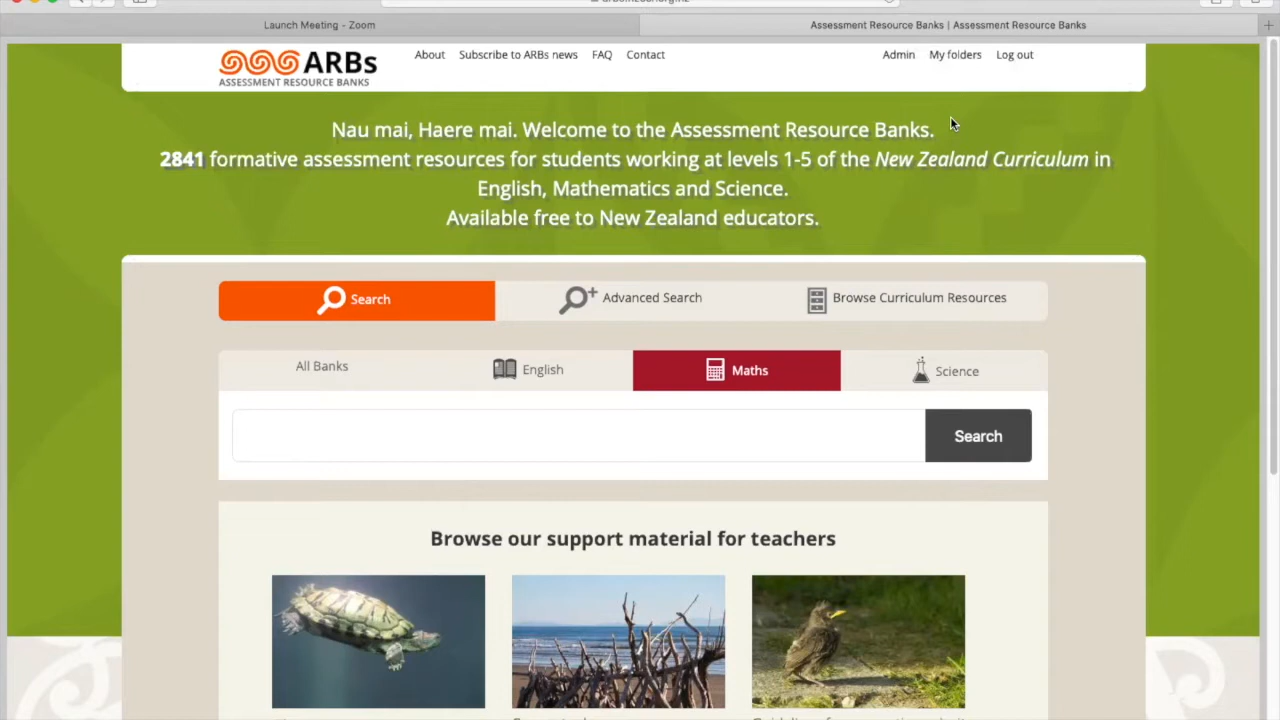 Launch Meeting - Zoom
Assessment Resource Banks | Assessment Resource Banks
ARBs
ASSESSMENT RESOURCE BANKS
About
Subscribe to ARBs news
FAQ
Contact
Admin
My folders
Log out
Nau mai, Haere mai. Welcome to the Assessment Resource Banks.
2841 formative assessment resources for students working at levels 1-5 of the New Zealand Curriculum in
English, Mathematics and Science.
Available free to New Zealand educators.
Search
Advanced Search
Browse Curriculum Resources
All Banks
English
Maths
Science
Search
Browse our support material for teachers